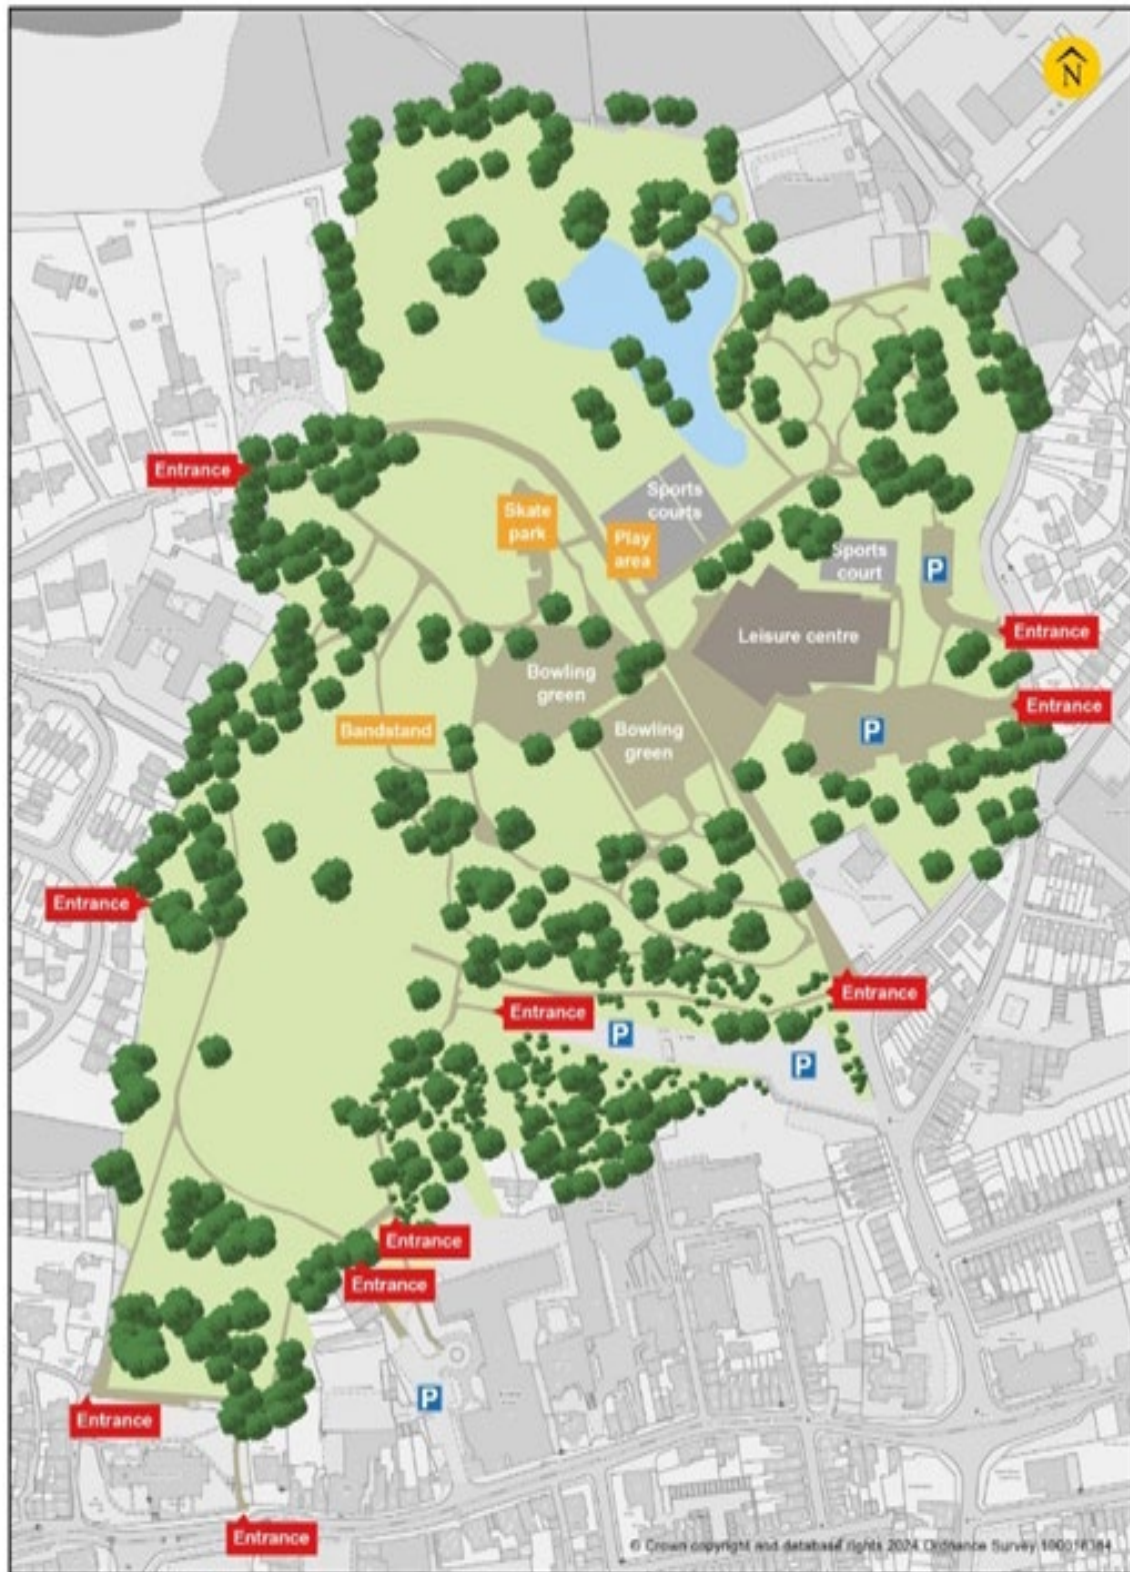 N
Entrance
Skate
park
Sports
courts
Play
area
Sports
court
P
Entrance
Leisure centre
Bowling
green
Entrance
Bandstand
Bowling
green
P
Entrance
Entrance
Entrance
P
P
Entrance
Entrance
P
Entrance
Entrance
© Crown copyright and database rights 2024 Ordnance Survey 100018384